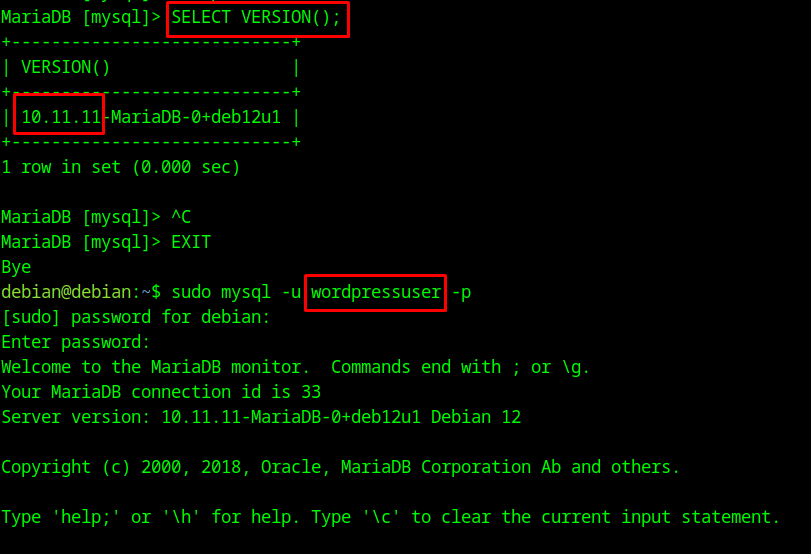 MariaDB [mysql]> SELECT VERSION();
+----------------------------+
| VERSION()                  |
+----------------------------+
| 10.11.11-MariaDB-0+deb12u1 |
+----------------------------+
1 row in set (0.000 sec)
MariaDB [mysql]> ^C
MariaDB [mysql]> EXIT
Bye
debian@debian:~$ sudo mysql -u wordpressuser -p
[sudo] password for debian:
Enter password:
Welcome to the MariaDB monitor.  Commands end with ; or \g.
Your MariaDB connection id is 33
Server version: 10.11.11-MariaDB-0+deb12u1 Debian 12
Copyright (c) 2000, 2018, Oracle, MariaDB Corporation Ab and others.
Type 'help;' or '\h' for help. Type '\c' to clear the current input statement.